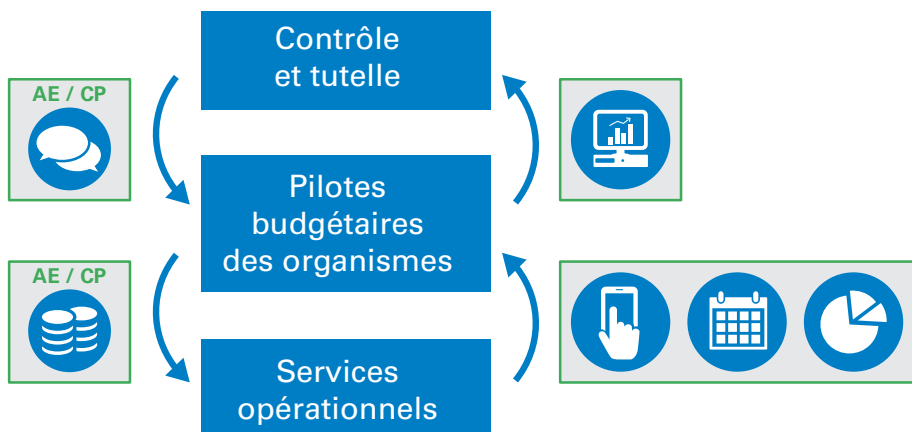 Contrôle
et tutelle
AE / CP
Pilotes
budgétaires
des organismes
AE / CP
Services
opérationnels